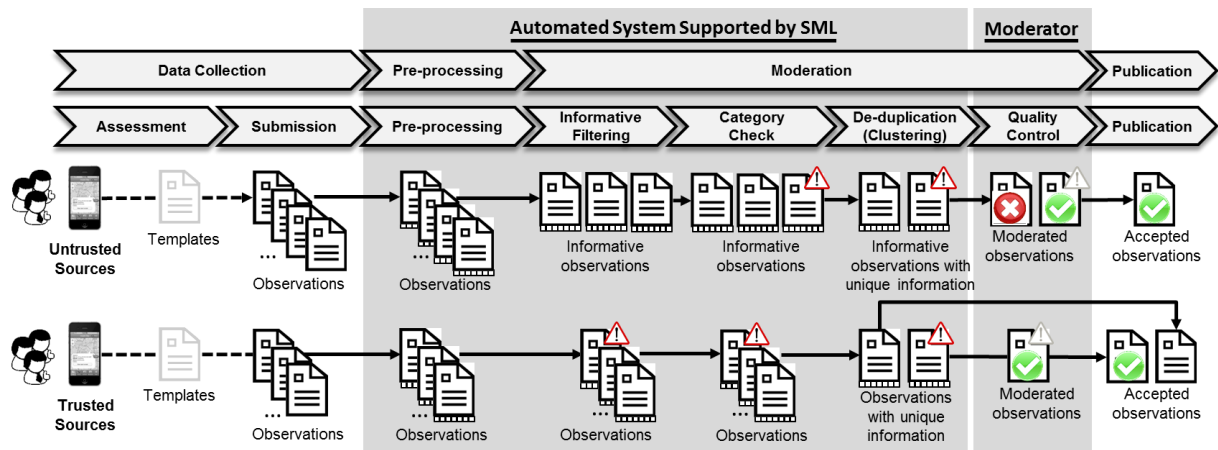 Automated System Supported by SML
Moderator
Data Collection
Pre-processing
Moderation
Publication
Assessment
Submission
Pre-processing
Informative
Filtering
Category
Check
De-duplication
(Clustering)
Quality
Control
Publication
Untrusted
Sources
Templates
...
Observations
...
Observations
Informative
observations
Informative
observations
Informative
observations with
unique information
Moderated
observations
Accepted
observations
Trusted
Sources
Templates
...
Observations
...
Observations
...
Observations
...
Observations
Observations
with unique
information
Moderated
observations
Accepted
observations